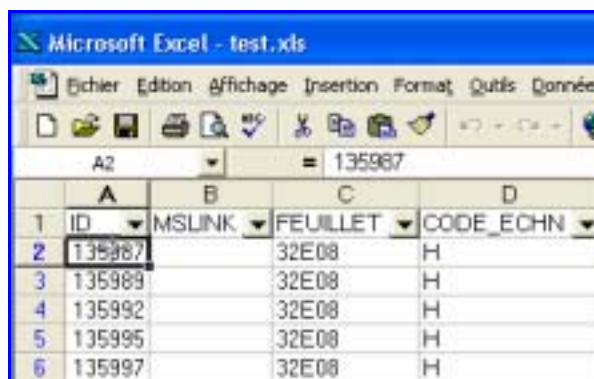 Microsoft Excel - test.xls
Fichier Edition Affichage Insertion Format Outils Donnée
A2 = 135987
A B C D
1 ID MSLINK FEUILLET CODE_ECHN
2 135987 32E08 H
3 135989 32E08 H
4 135992 32E08 H
5 135995 32E08 H
6 135997 32E08 H